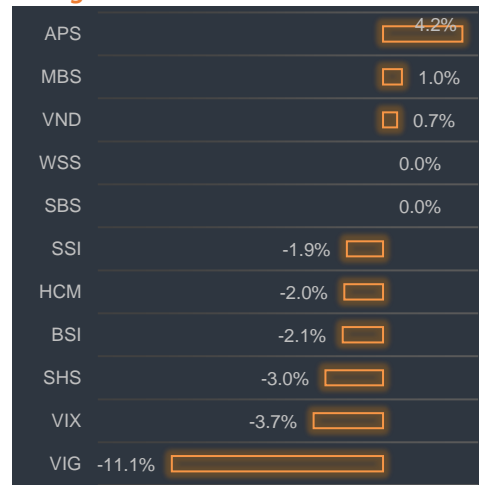 APS 4.2%
MBS 1.0%
VND 0.7%
WSS 0.0%
SBS 0.0%
SSI -1.9%
HCM -2.0%
BSI -2.1%
SHS -3.0%
VIX -3.7%
VIG -11.1%